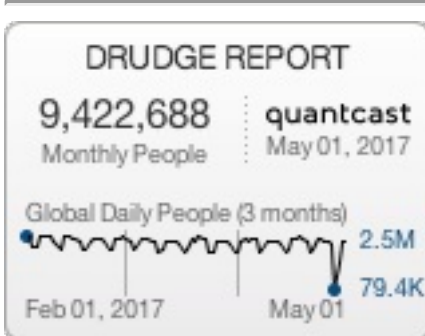 DRUDGE REPORT
9,422,688
Monthly People
quantcast
May 01, 2017
Global Daily People (3 months)
2.5M
79.4K
Feb 01, 2017
May 01